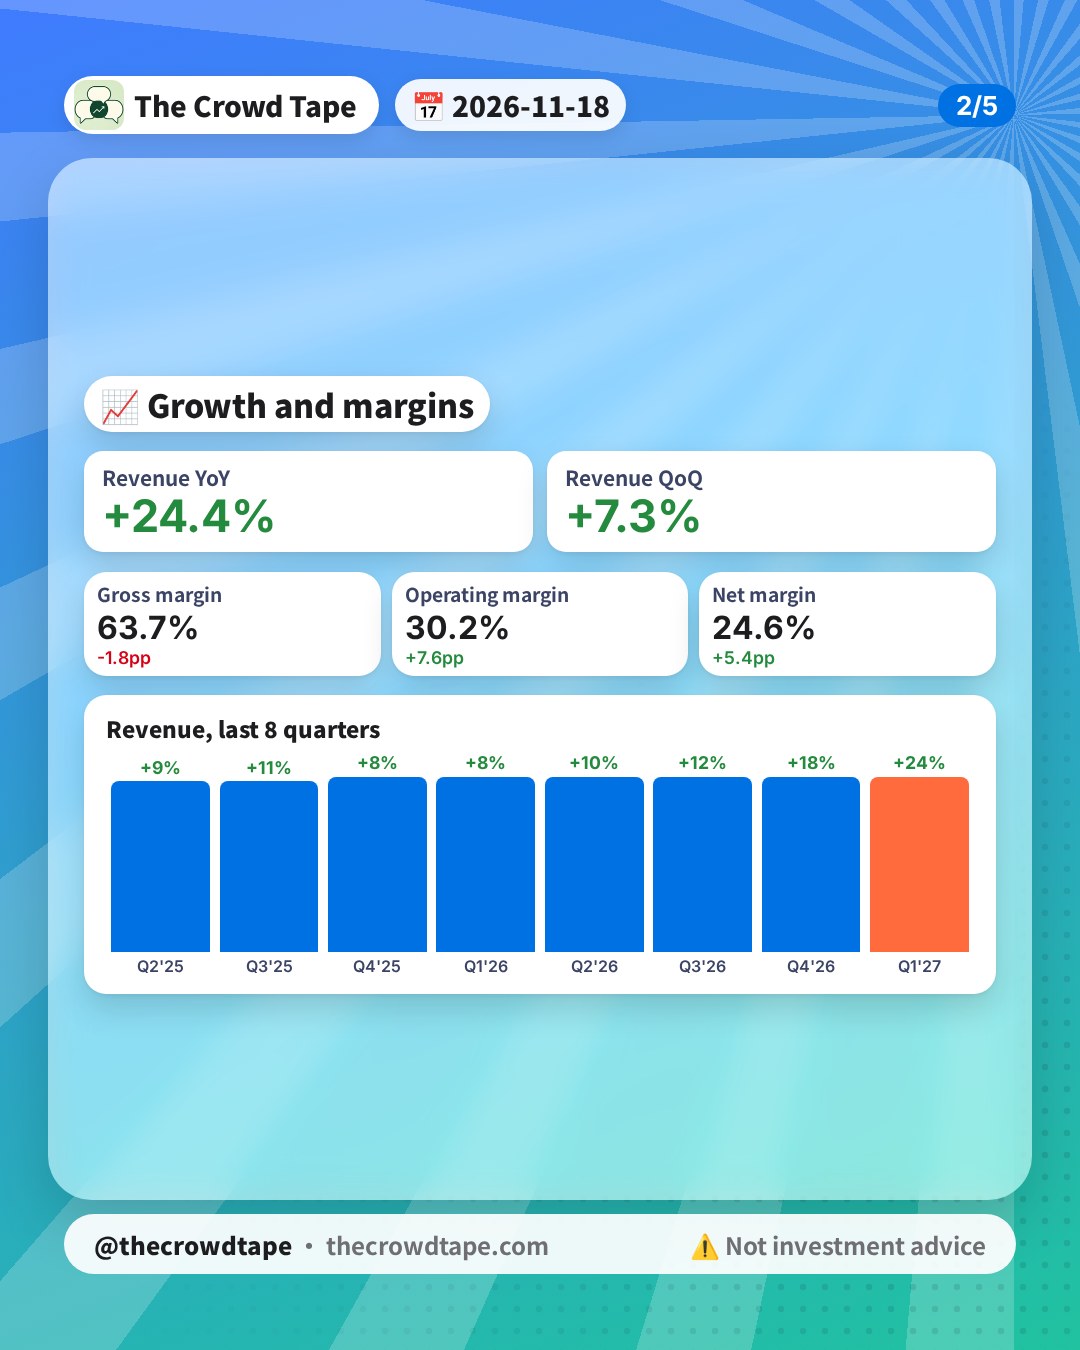 The Crowd Tape
📅 2026-11-18
2/5
📈 Growth and margins
Revenue YoY
+24.4%
Revenue QoQ
+7.3%
Gross margin
63.7%
-1.8pp
Operating margin
30.2%
+7.6pp
Net margin
24.6%
+5.4pp
Revenue, last 8 quarters
+9% +11% +8% +8% +10% +12% +18% +24%
Q2'25 Q3'25 Q4'25 Q1'26 Q2'26 Q3'26 Q4'26 Q1'27
@thecrowdtape • thecrowdtape.com
⚠️ Not investment advice